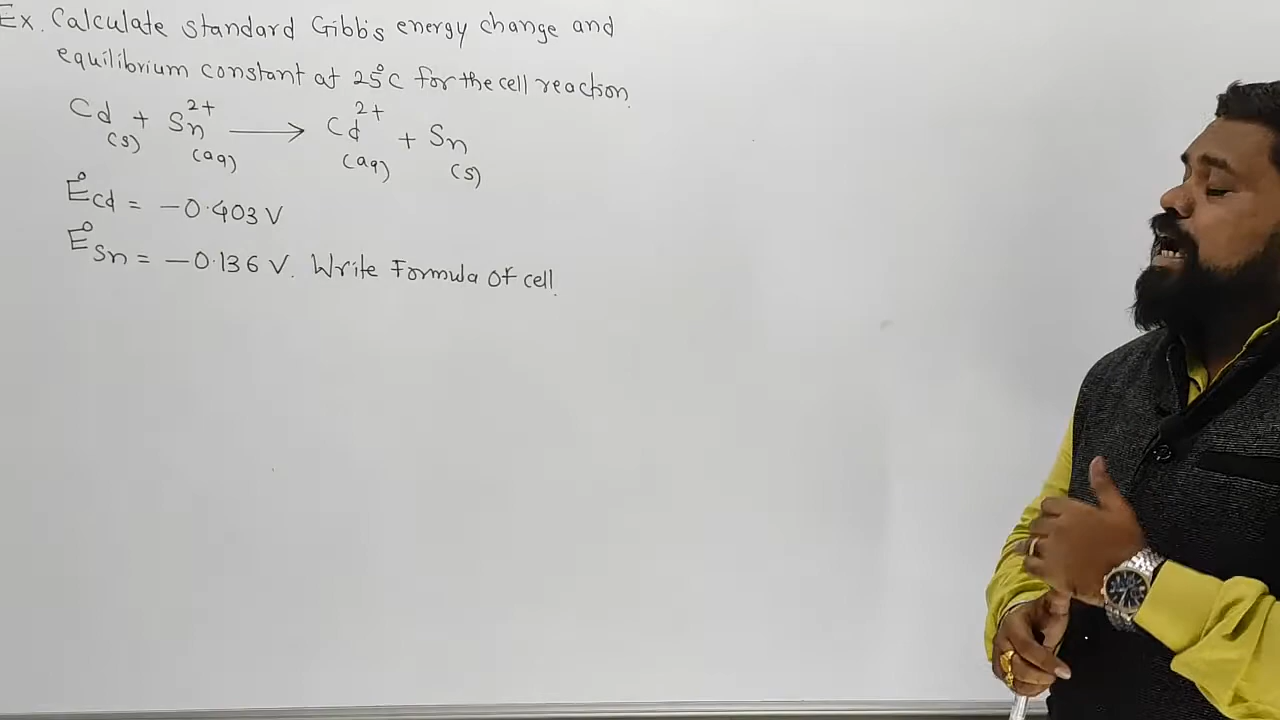 Ex. Calculate standard Gibb's energy change and
equilibrium constant at 25°C for the cell reaction.
Cd(s) + Sn²⁺(aq) ⟶ Cd²⁺(aq) + Sn(s)
E°Cd = −0.403 V
E°Sn = −0.136 V. Write Formula of cell.